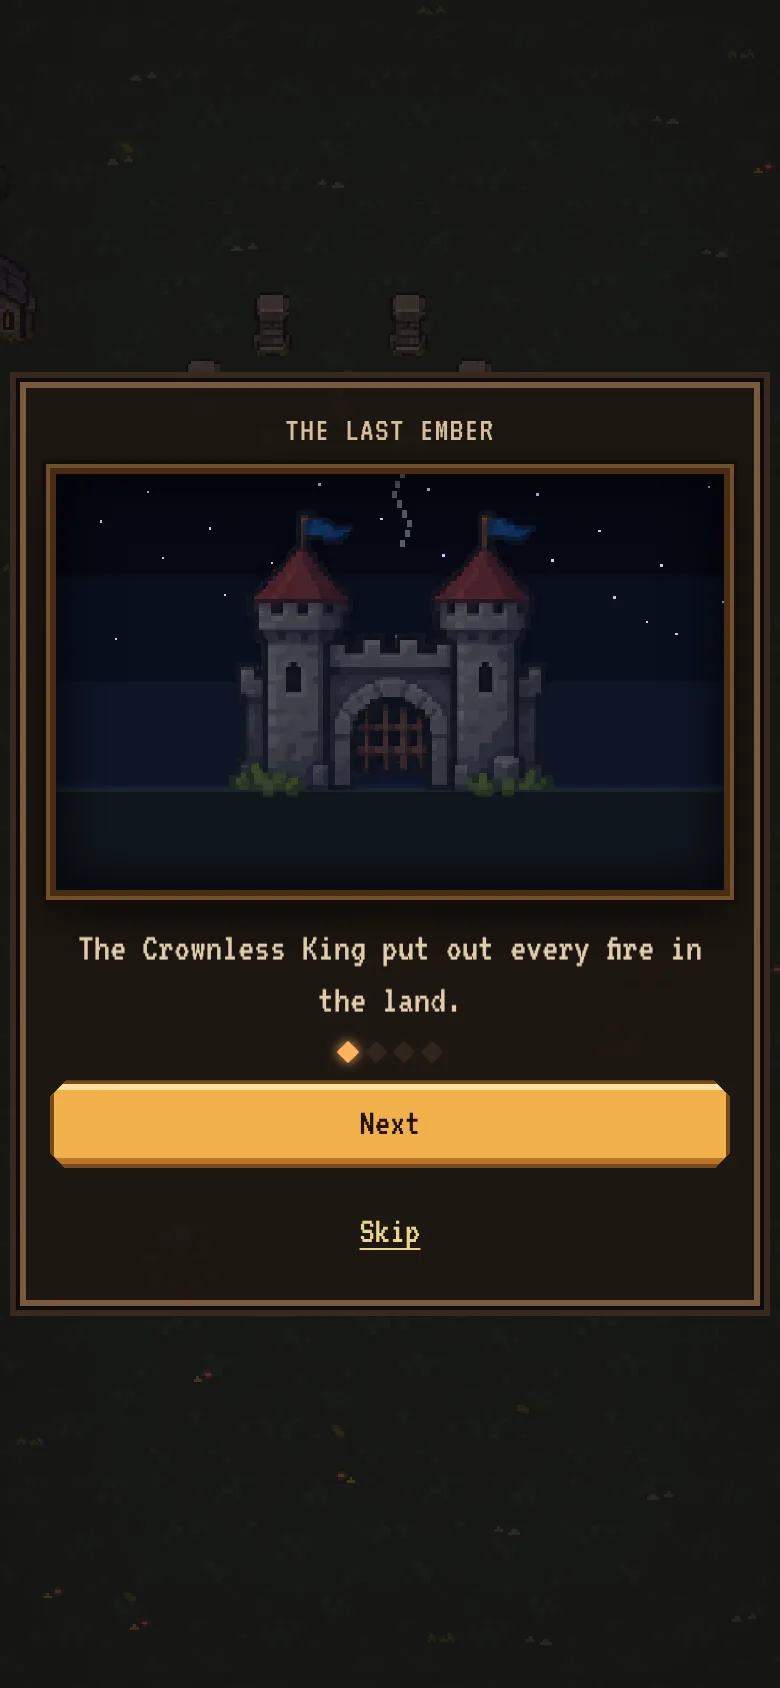 THE LAST EMBER
The Crownless King put out every fire in
the land.
Next
Skip